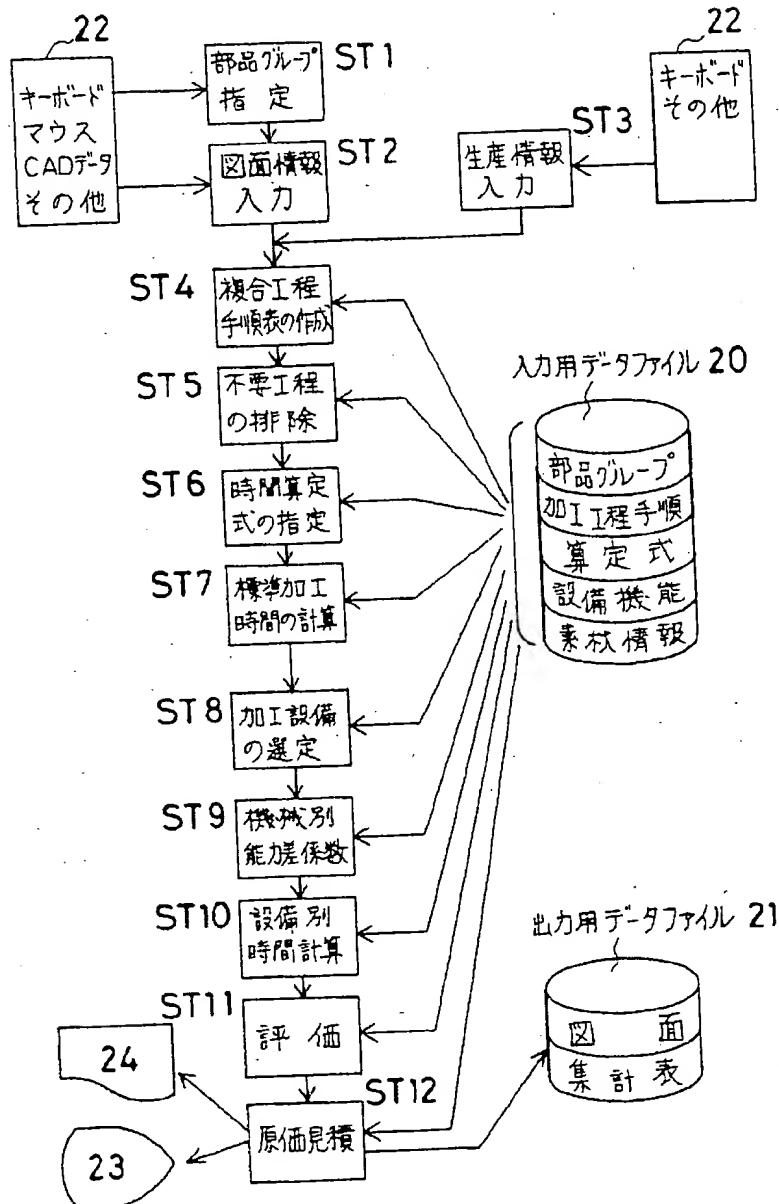 22
キーボード
マウス
CADデータ
その他
部品グループ
指定
ST1
22
キーボード
その他
図面情報
入力
ST2
生産情報
入力
ST3
ST4
複合工程
手順表の作成
ST5
不要工程
の排除
ST6
時間算定
式の指定
ST7
標準加工
時間の計算
ST8
加工設備
の選定
ST9
機械別
能力差係数
ST10
設備別
時間計算
ST11
評価
ST12
原価見積
24
23
入力用データファイル 20
部品グループ
加工工程手順
算定式
設備機能
素材情報
出力用データファイル 21
図面
集計表